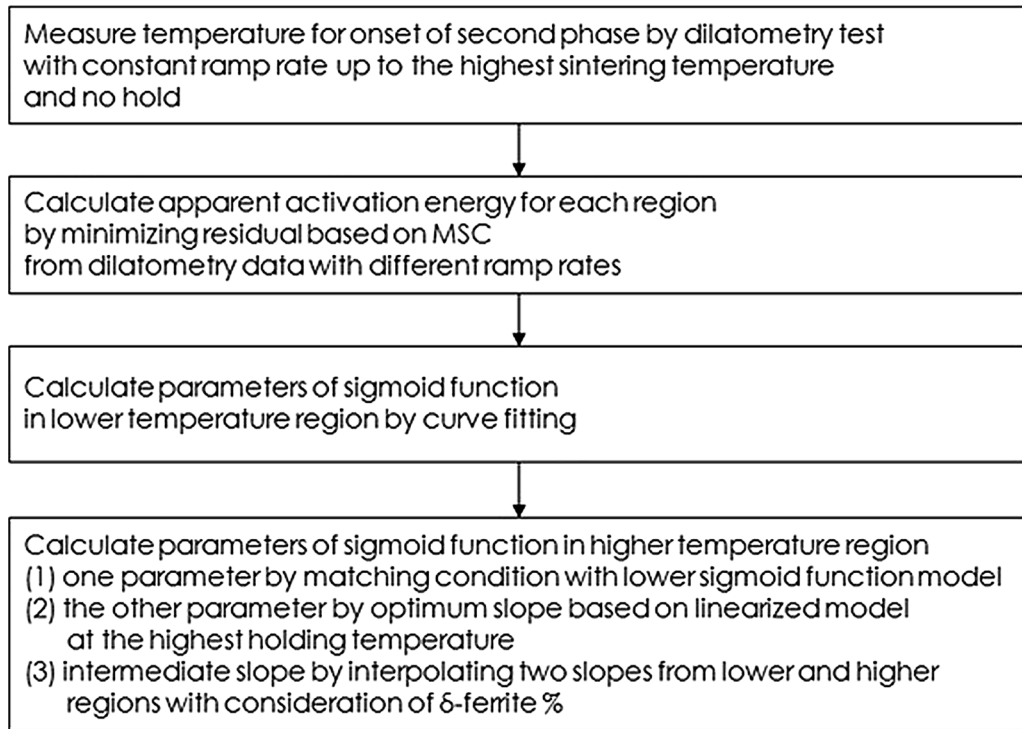 Measure temperature for onset of second phase by dilatometry test
with constant ramp rate up to the highest sintering temperature
and no hold
Calculate apparent activation energy for each region
by minimizing residual based on MSC
from dilatometry data with different ramp rates
Calculate parameters of sigmoid function
in lower temperature region by curve fitting
Calculate parameters of sigmoid function in higher temperature region
(1) one parameter by matching condition with lower sigmoid function model
(2) the other parameter by optimum slope based on linearized model
at the highest holding temperature
(3) intermediate slope by interpolating two slopes from lower and higher
regions with consideration of δ-ferrite %